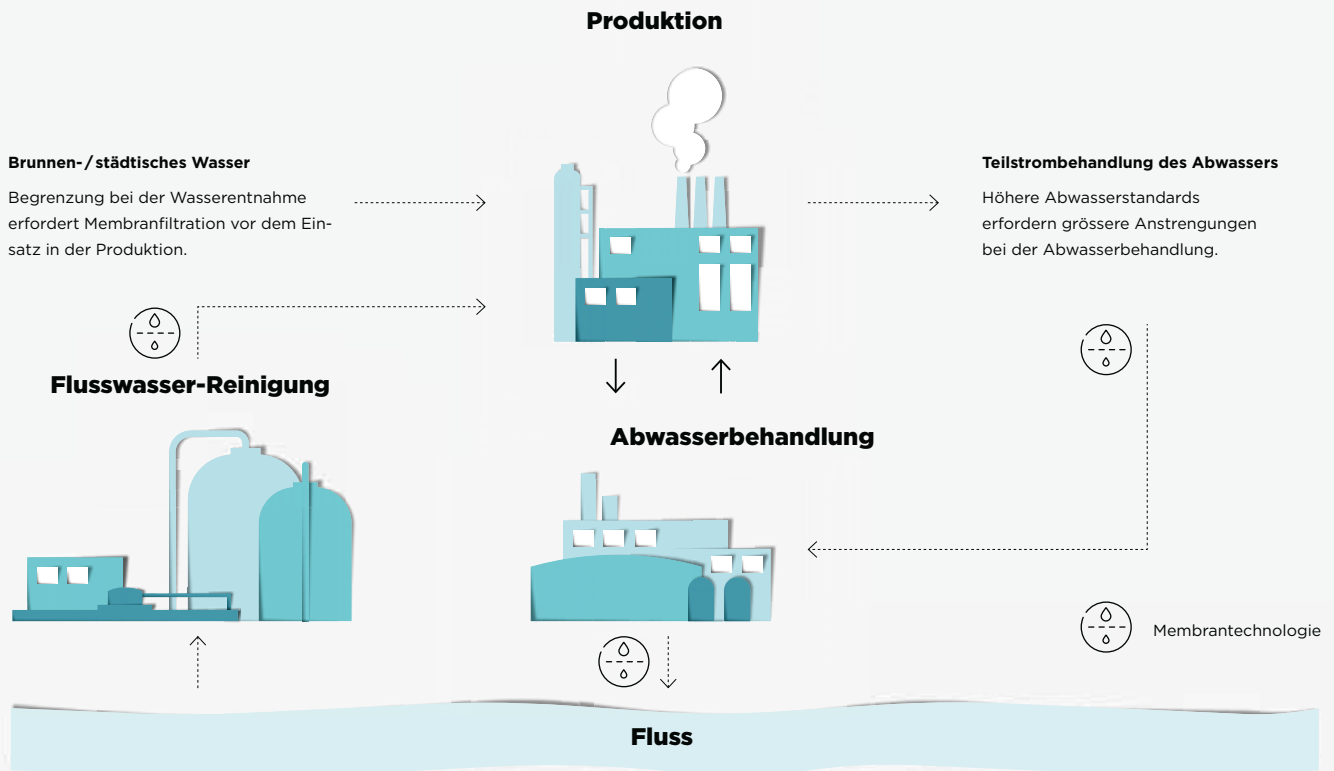 Produktion
Brunnen-/städtisches Wasser
Begrenzung bei der Wasserentnahme
erfordert Membranfiltration vor dem Ein-
satz in der Produktion.
Teilstrombehandlung des Abwassers
Höhere Abwasserstandards
erfordern grössere Anstrengungen
bei der Abwasserbehandlung.
Flusswasser-Reinigung
Abwasserbehandlung
Membrantechnologie
Fluss